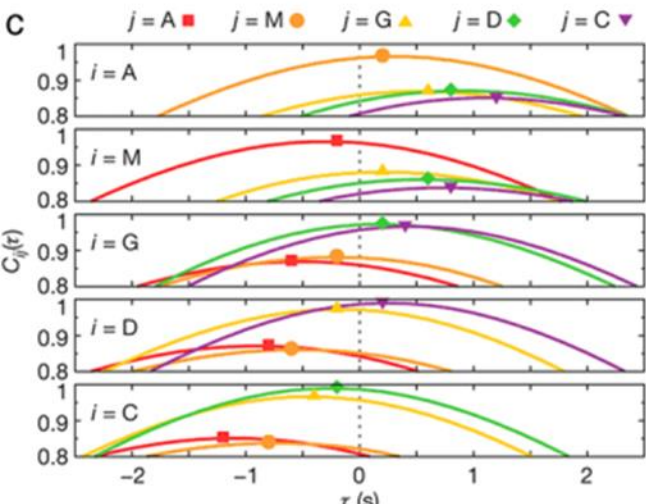 C
j = A j = M j = G j = D j = C
1
i = A
0.9
0.8
1
i = M
0.9
0.8
1
i = G
0.9
0.8
1
i = D
0.9
0.8
1
i = C
0.9
0.8
C_ij(τ)
−2 −1 0 1 2
τ (s)